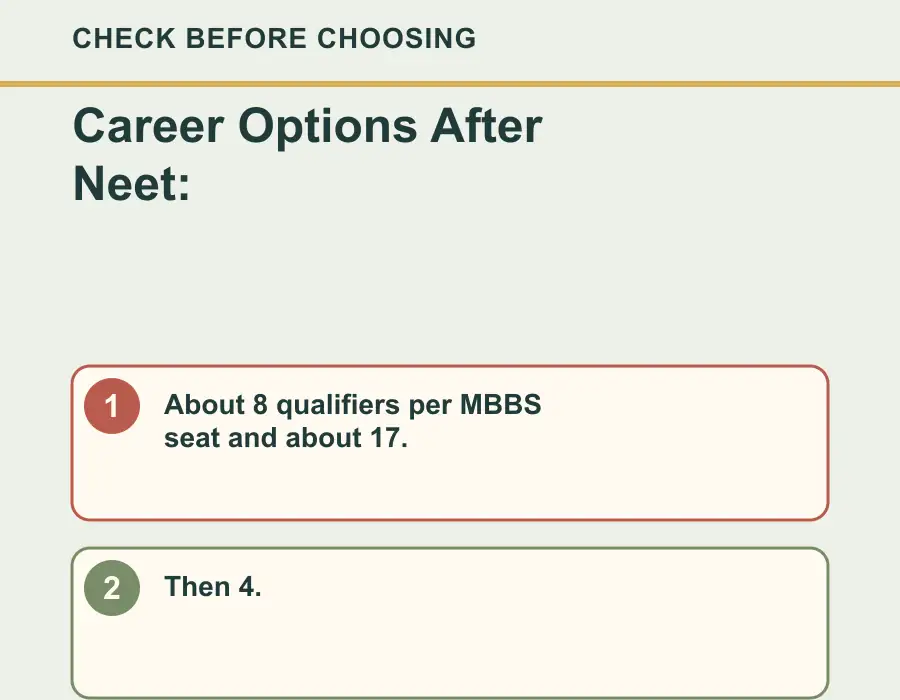 CHECK BEFORE CHOOSING
Career Options After
Neet:
1
About 8 qualifiers per MBBS
seat and about 17.
2
Then 4.